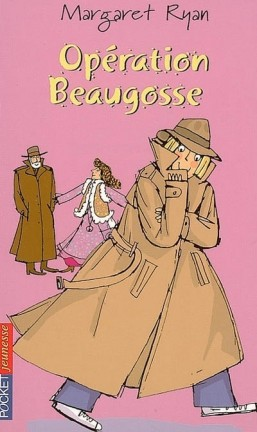 Margaret Ryan
Opération
Beaugosse
POCKET jeunesse